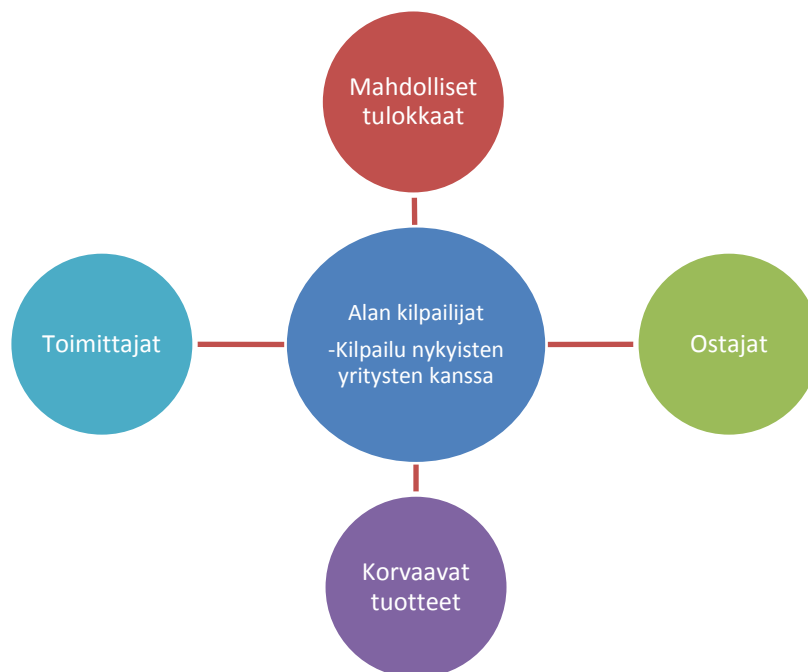 Mahdolliset
tulokkaat
Toimittajat
Alan kilpailijat
-Kilpailu nykyisten
yritysten kanssa
Ostajat
Korvaavat
tuotteet